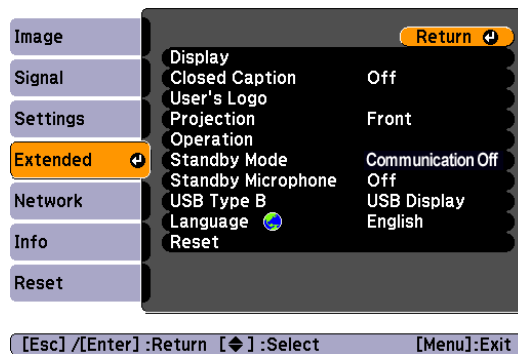 Image
Signal
Settings
Extended
Network
Info
Reset
Return
Display
Closed Caption Off
User's Logo
Projection Front
Operation
Standby Mode Communication Off
Standby Microphone Off
USB Type B USB Display
Language English
Reset
[Esc] /[Enter] :Return [◆] :Select [Menu]:Exit